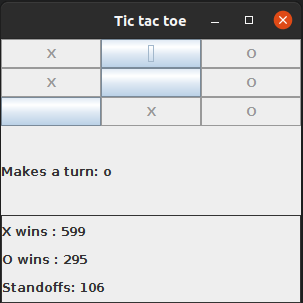 Tic tac toe
X O
X O
X
Makes a turn: o
X wins : 599
O wins : 295
Standoffs: 106